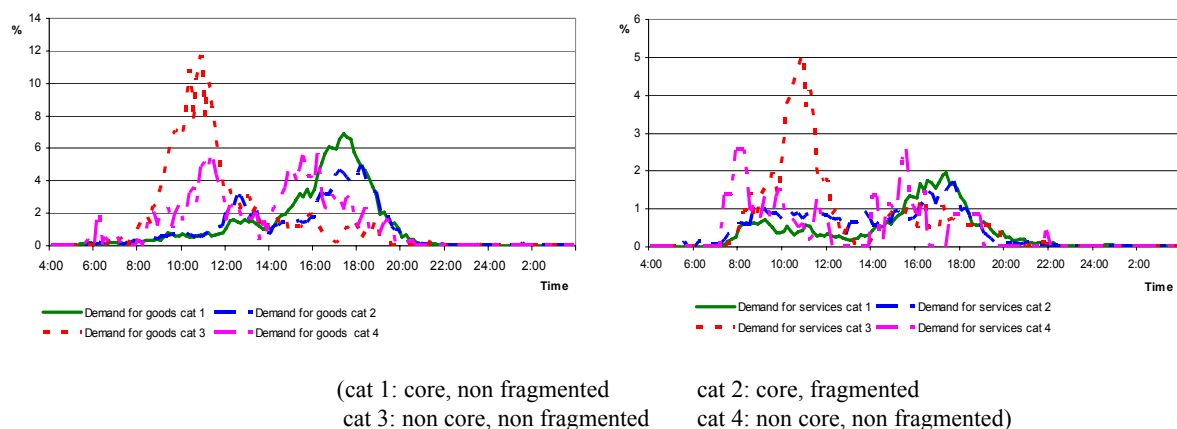 %
14
12
10
8
6
4
2
0
4:00 6:00 8:00 10:00 12:00 14:00 16:00 18:00 20:00 22:00 0:00 2:00
Time
Demand for goods cat 1 Demand for goods cat 2
Demand for goods cat 3 Demand for goods cat 4
%
6
5
4
3
2
1
0
4:00 6:00 8:00 10:00 12:00 14:00 16:00 18:00 20:00 22:00 0:00 2:00
Time
Demand for services cat 1 Demand for services cat 2
Demand for services cat 3 Demand for services cat 4
(cat 1: core, non fragmented cat 2: core, fragmented
cat 3: non core, non fragmented cat 4: non core, non fragmented)